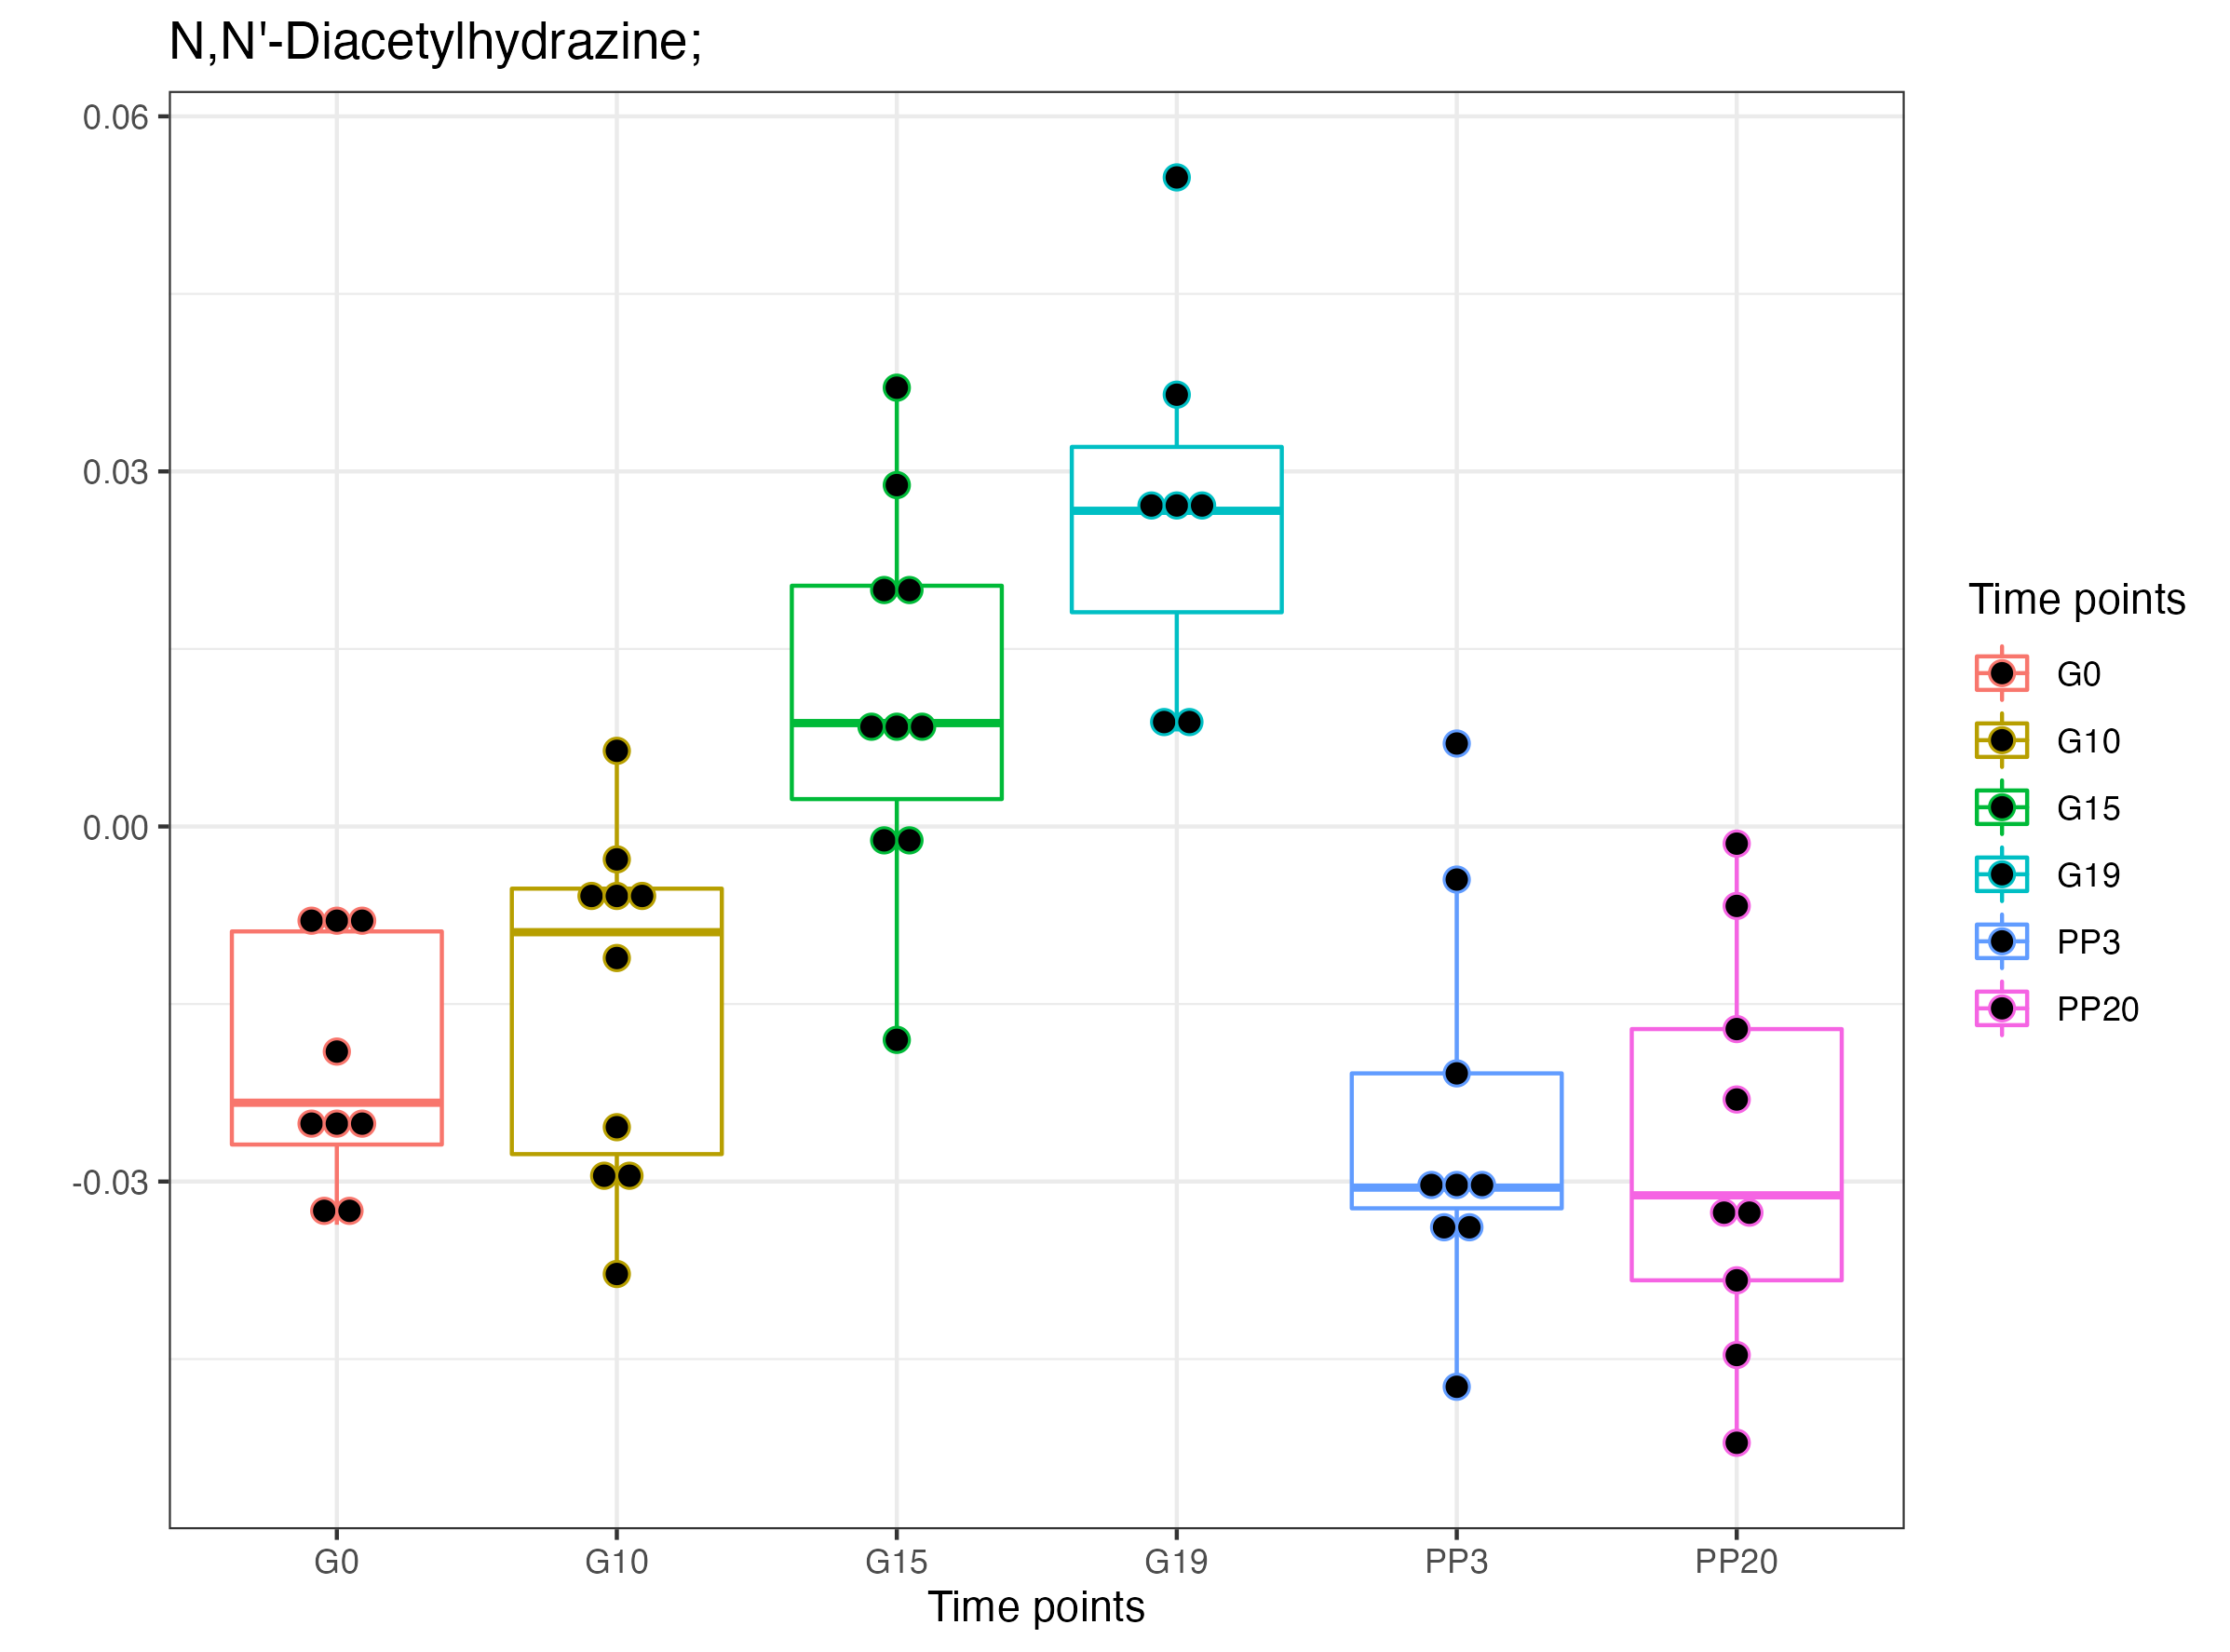 N,N'-Diacetylhydrazine;
0.06
0.03
0.00
-0.03
G0 G10 G15 G19 PP3 PP20
Time points
Time points
G0
G10
G15
G19
PP3
PP20